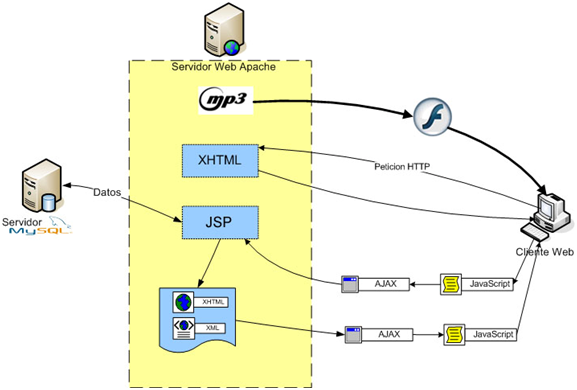 Servidor Web Apache
mp3
XHTML
Peticion HTTP
Datos
Servidor
MySQL
JSP
Cliente Web
AJAX
JavaScript
XHTML
XML
AJAX
JavaScript